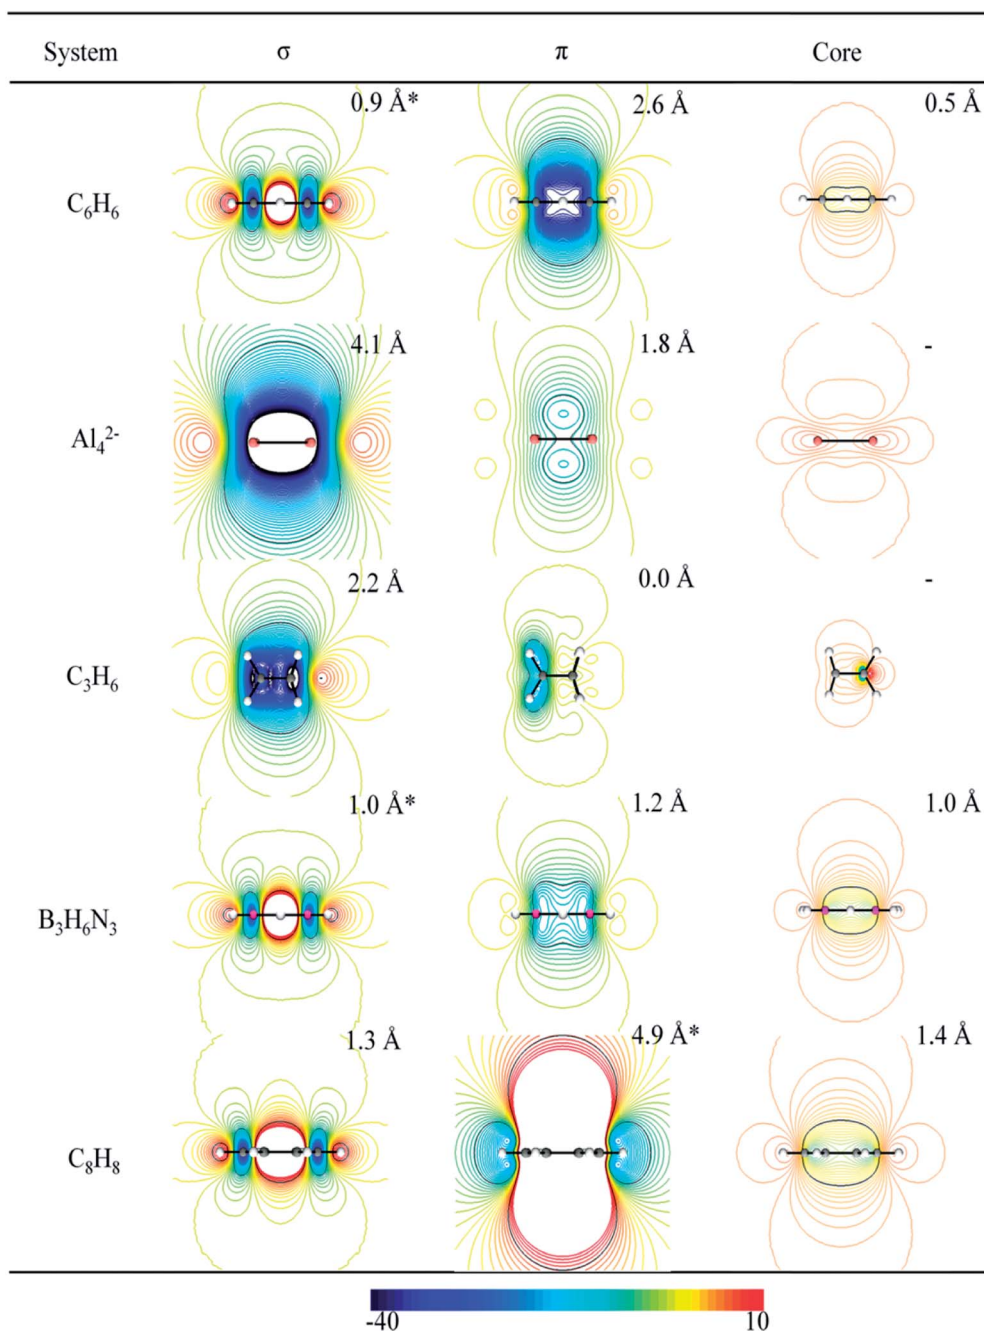 System σ π Core
0.9 Å* 2.6 Å 0.5 Å
C₆H₆
4.1 Å 1.8 Å -
Al₄²⁻
2.2 Å 0.0 Å -
C₃H₆
1.0 Å* 1.2 Å 1.0 Å
B₃H₆N₃
1.3 Å 4.9 Å* 1.4 Å
C₈H₈
-40 10